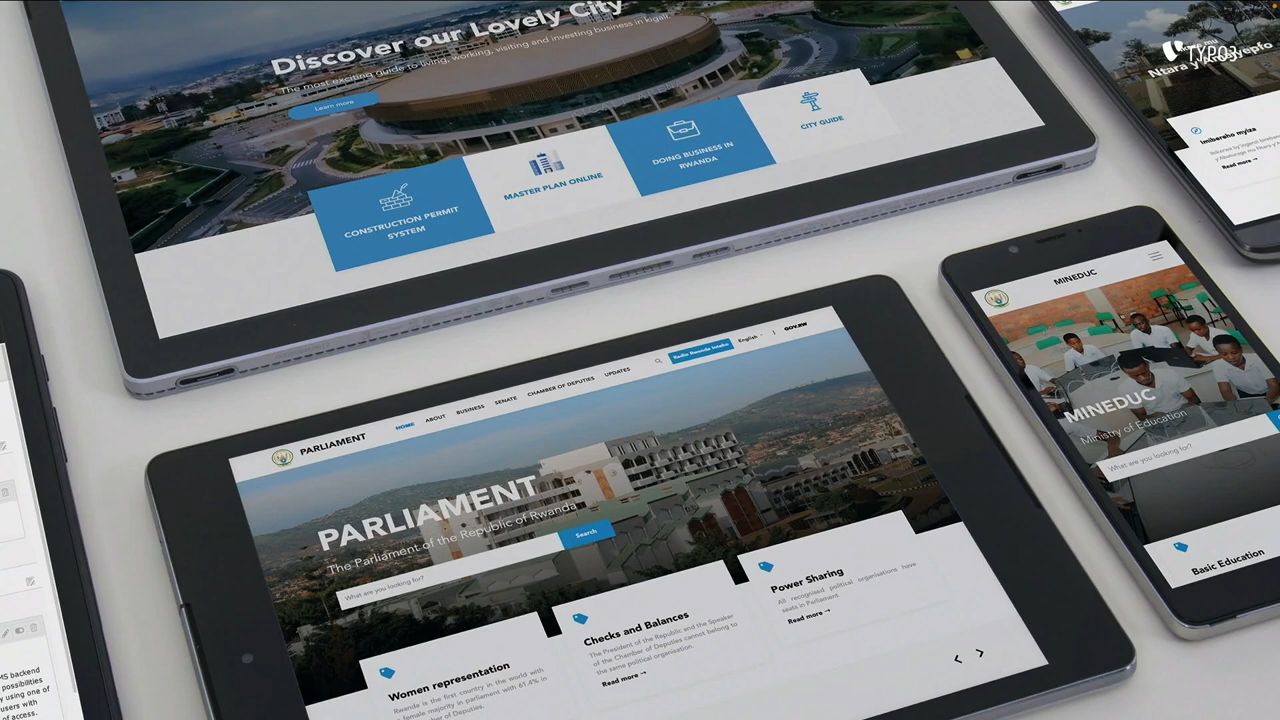 Discover our Lovely City
The most exciting guide to living, working, visiting and investing business in kigali.
Learn more
CONSTRUCTION PERMIT
SYSTEM
MASTER PLAN ONLINE
DOING BUSINESS IN
RWANDA
CITY GUIDE
TYPO3
Ntara y'
Imibereho myiza
Read more →
MINEDUC
MINEDUC
Ministry of Education
What are you looking for?
Basic Education
Radio Rwanda Inteko
English
GOV.RW
PARLIAMENT
HOME
ABOUT
BUSINESS
SENATE
CHAMBER OF DEPUTIES
UPDATES
PARLIAMENT
The Parliament of the Republic of Rwanda
What are you looking for?
Search
Women representation
Rwanda is the first country in the world with
a female majority in parliament with 61.4% in
Chamber of Deputies.
Checks and Balances
The President of the Republic and the Speaker
of the Chamber of Deputies cannot belong to
the same political organisation.
Read more →
Power Sharing
All recognised political organisations have
seats in Parliament.
Read more →
MS backend
possibilities
y using one of
users with
of access.